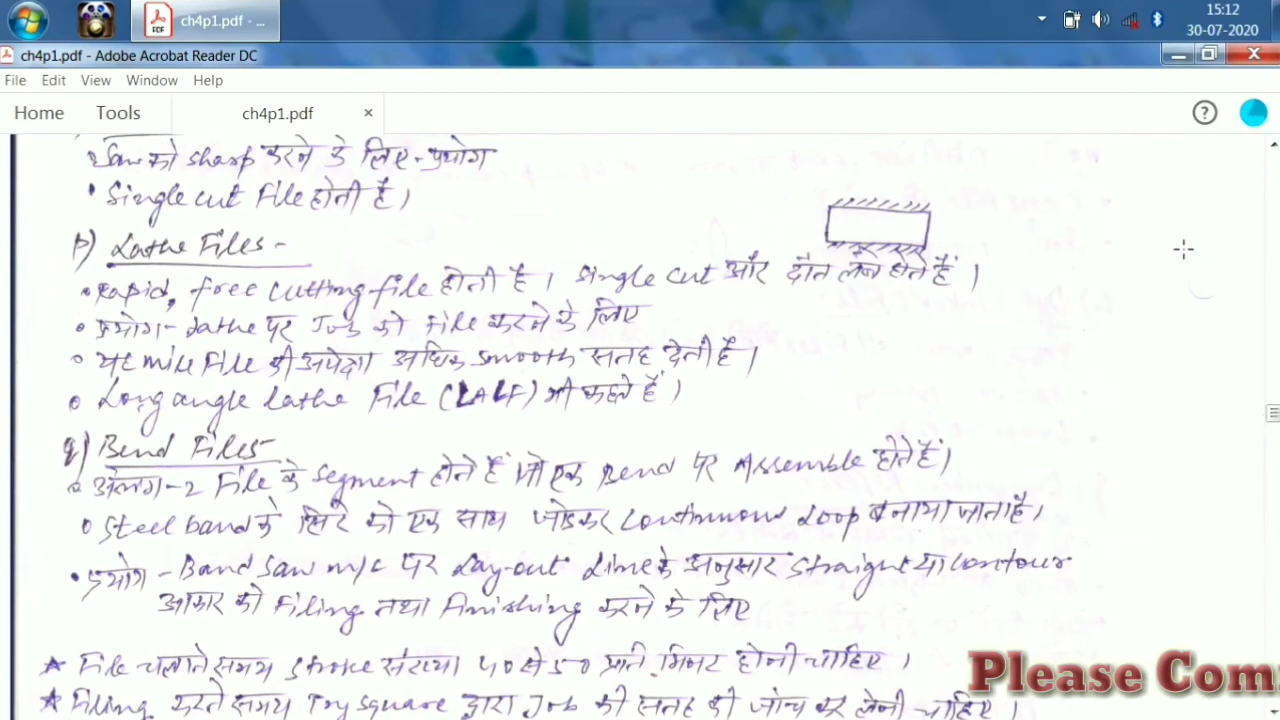 ch4p1.pdf - ...
15:12
30-07-2020
ch4p1.pdf - Adobe Acrobat Reader DC
File Edit View Window Help
Home Tools ch4p1.pdf × ?
• Saw को sharp करने के लिए - प्रयोग
• Single cut File होती है।
p) Lathe Files -
• Rapid, free cutting file होती है। Single cut और दाँत लंबे होते हैं।
• प्रयोग - Lathe पर Job को File करने के लिए
• यह mill File की अपेक्षा अधिक smooth सतह देती है।
• Long angle lathe File (LALF) भी कहते हैं।
q) Bend Files -
• अलग-2 File के segment होते हैं जो एक Bend पर Assemble होते हैं।
• Steel band के सिरे को एक साथ जोडकर continuous Loop बनाया जाता है।
• प्रयोग - Band saw m/c पर Lay-out Line के अनुसार straight या contour
आकार को Filing तथा Finishing करने के लिए
★ File चलाते समय stroke संख्या 40 से 50 प्रति मिनट होनी चाहिए।
★ Filing करते समय Try square द्वारा Job की सतह की जाँच कर लेनी चाहिए।
Please Com